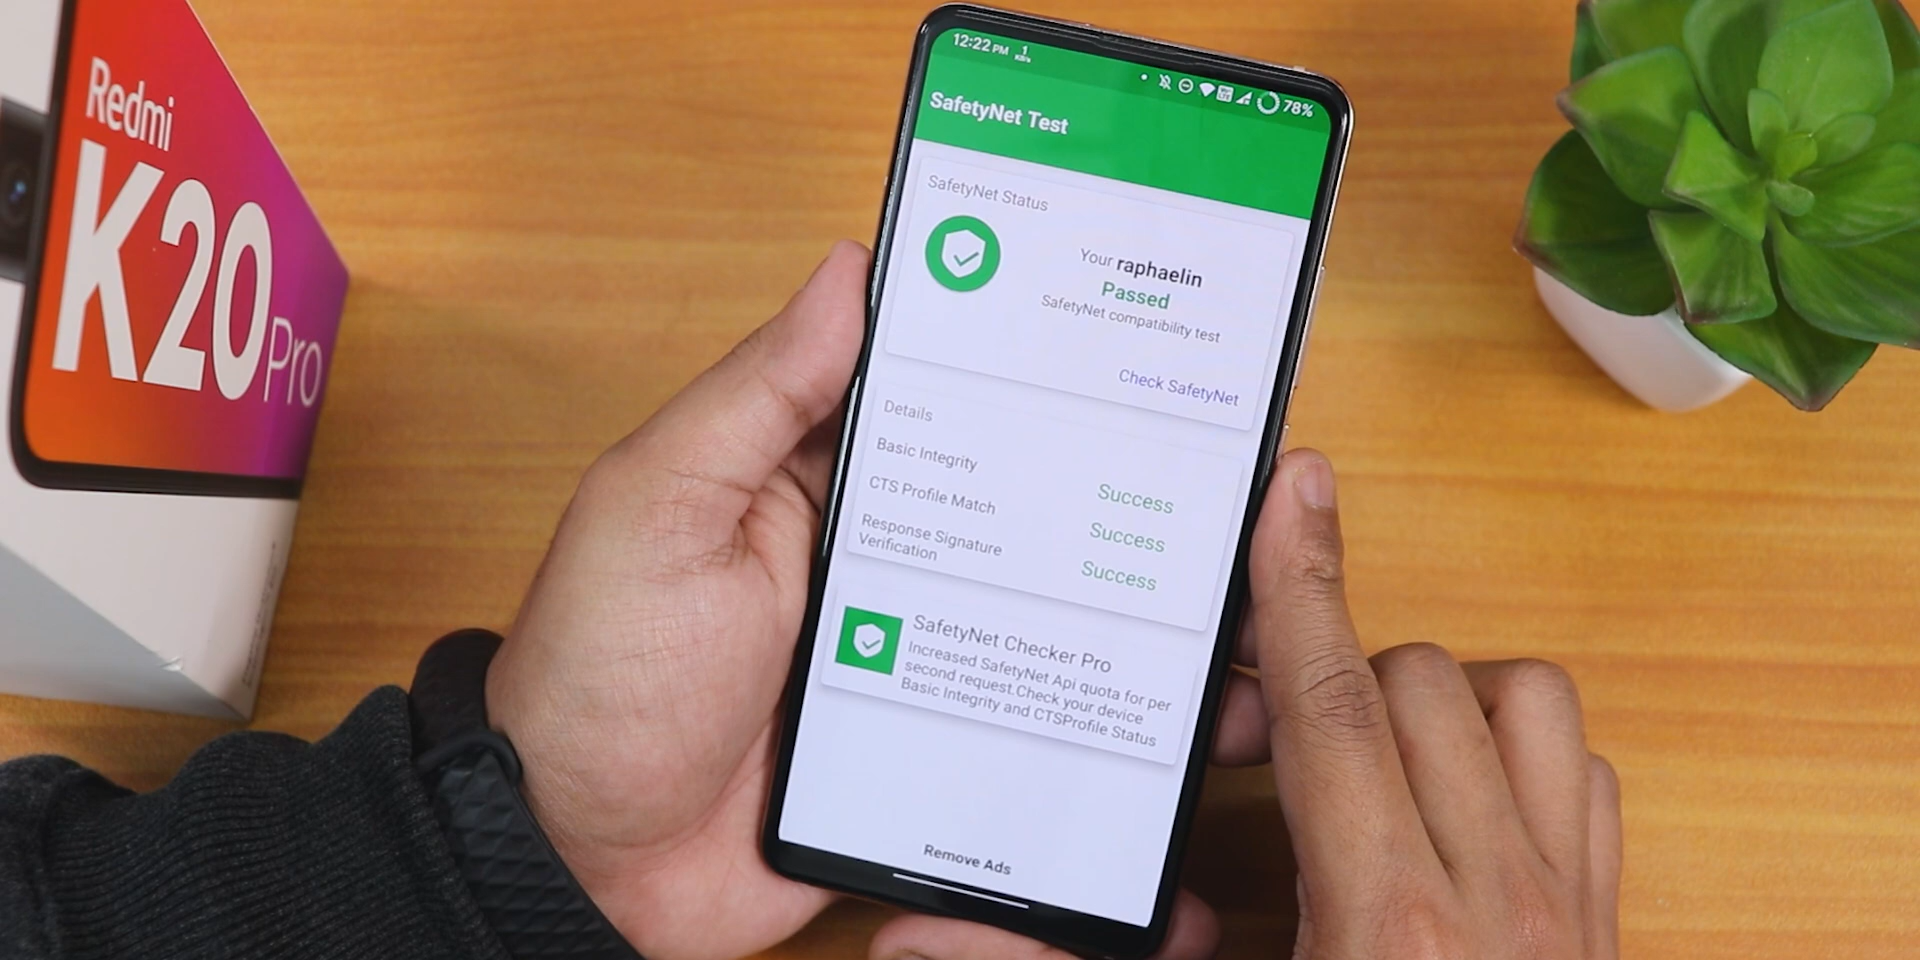 Redmi
K20 Pro
12:22 PM 1 KB/s
78%
SafetyNet Test
SafetyNet Status
Your raphaelin
Passed
SafetyNet compatibility test
Check SafetyNet
Details
Basic Integrity Success
CTS Profile Match Success
Response Signature
Verification Success
SafetyNet Checker Pro
Increased SafetyNet Api quota for per
second request.Check your device
Basic Integrity and CTSProfile Status
Remove Ads